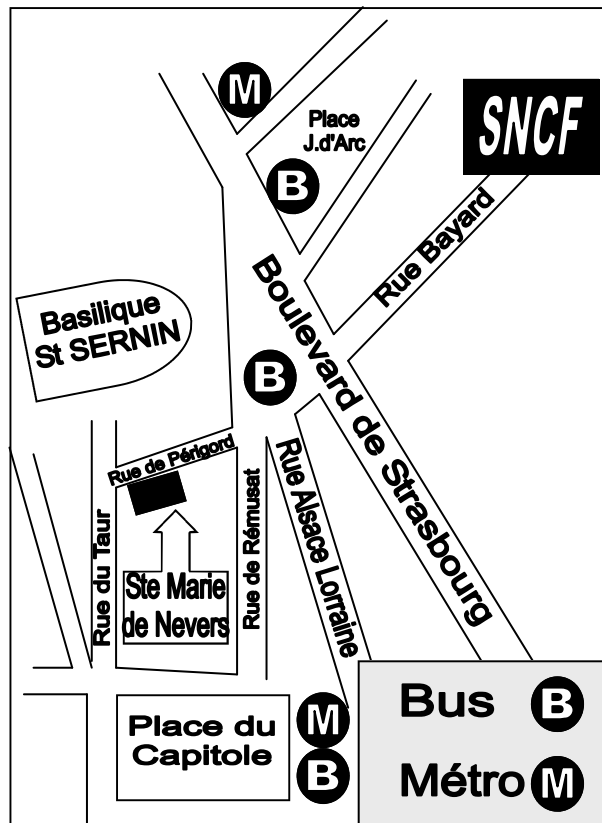 M
Place
J.d'Arc
SNCF
B
Rue Bayard
Boulevard de Strasbourg
Basilique
St SERNIN
B
Rue de Périgord
Rue du Taur
Rue de Rémusat
Rue Alsace Lorraine
Ste Marie
de Nevers
Place du
Capitole
M
B
Bus B
Métro M